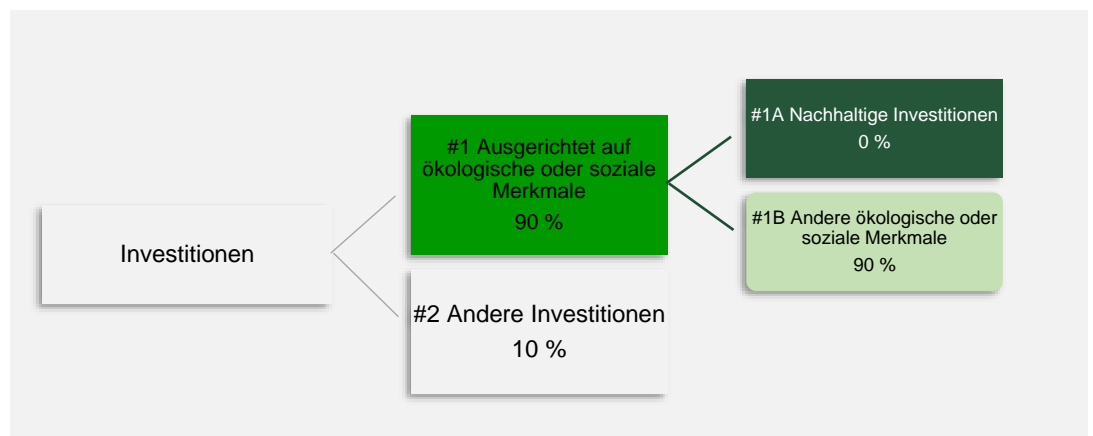 Investitionen
#1 Ausgerichtet auf
ökologische oder soziale
Merkmale
90 %
#2 Andere Investitionen
10 %
#1A Nachhaltige Investitionen
0 %
#1B Andere ökologische oder
soziale Merkmale
90 %